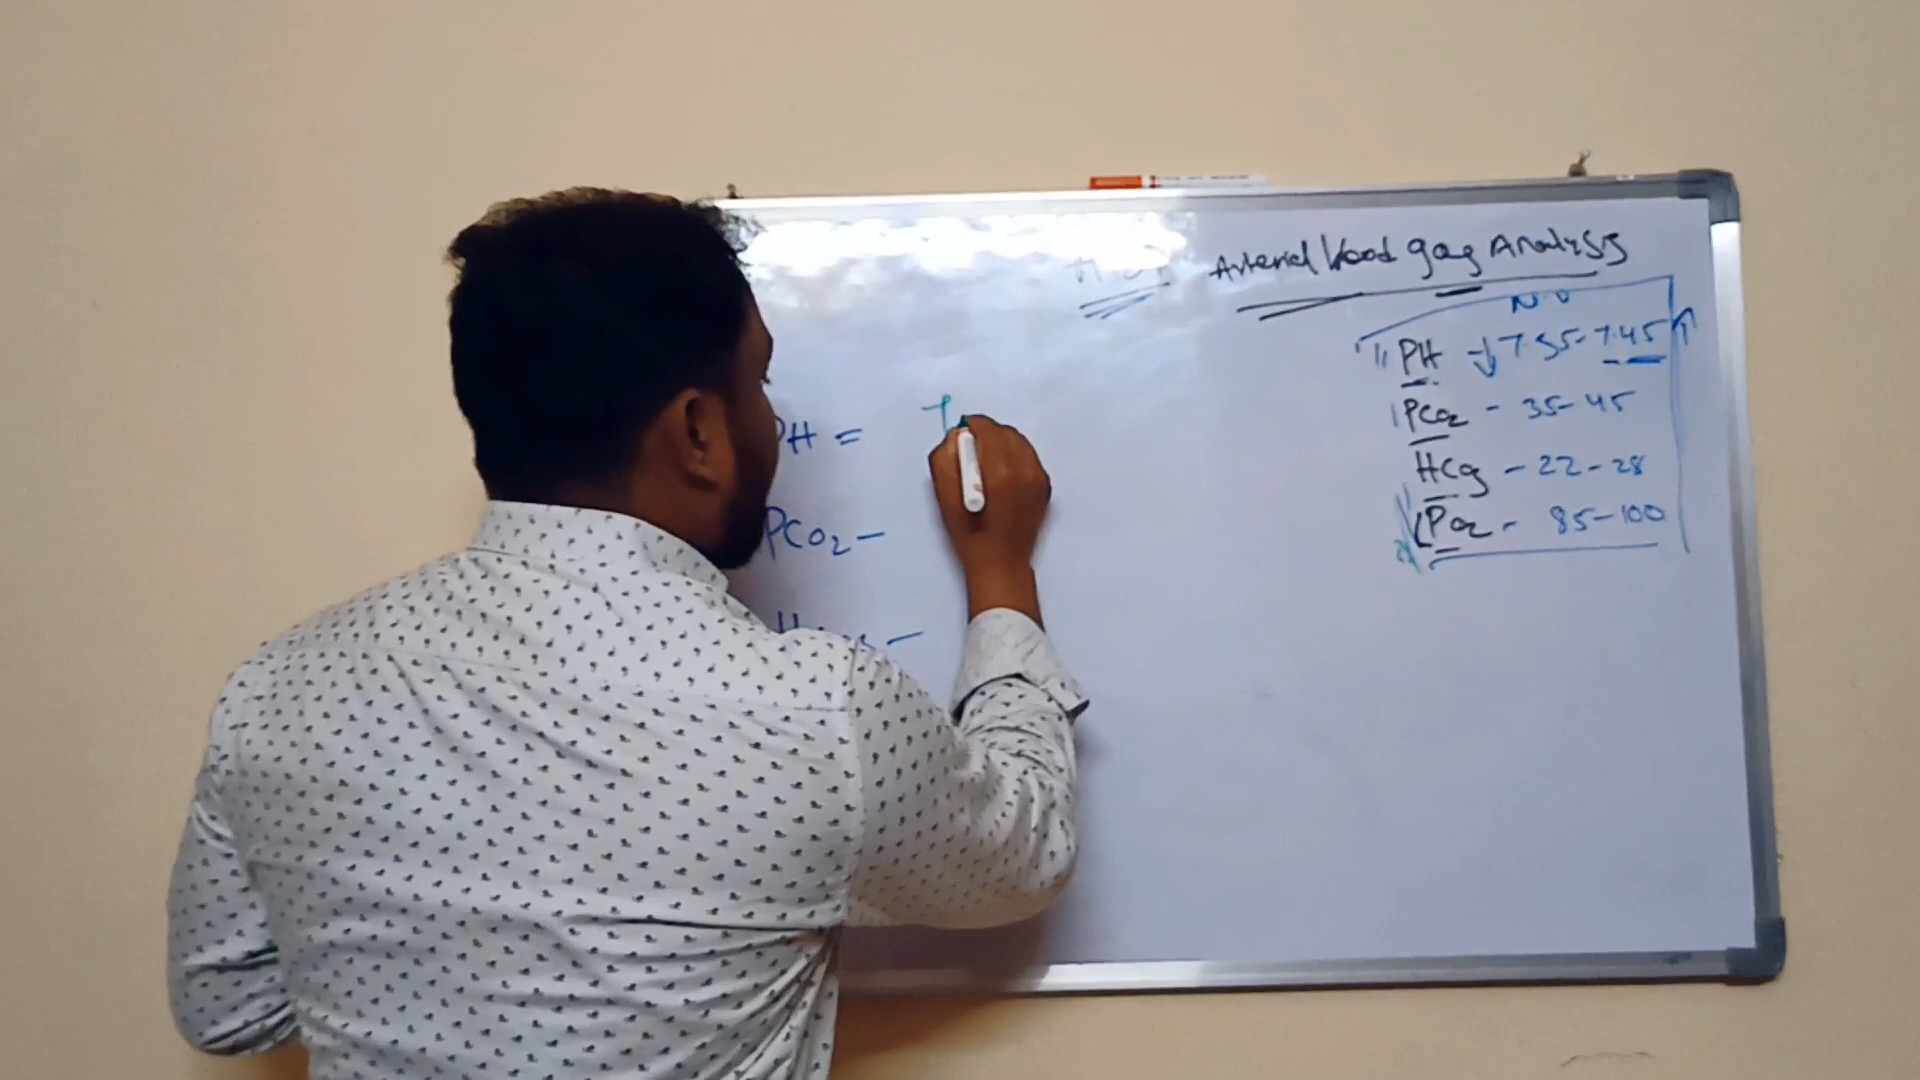 Arterial blood gas Analysis
N.V
PH - ↓ 7.35-7.45 ↑
PCO2 - 35-45
HCO3 - 22-28
PO2 - 85-100
PH = 7
PCO2 -